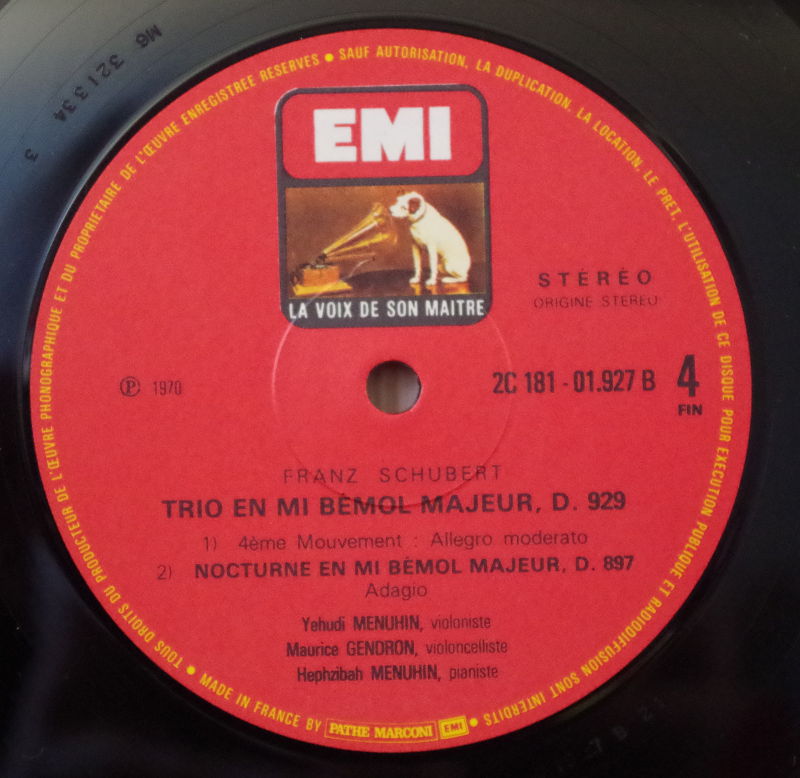 MG 321334
3
SAUF AUTORISATION, LA DUPLICATION, LA LOCATION, LE PRET, L'UTILISATION DE CE DISQUE POUR EXECUTION PUBLIQUE ET RADIODIFFUSION SONT INTERDITS
TOUS DROITS DU PRODUCTEUR DE L'ŒUVRE PHONOGRAPHIQUE ET DU PROPRIETAIRE DE L'ŒUVRE ENREGISTREE RESERVES
EMI
LA VOIX DE SON MAITRE
STÉRÉO
ORIGINE STEREO
Ⓟ 1970
2C 181 - 01.927 B
4
FIN
FRANZ SCHUBERT
TRIO EN MI BÉMOL MAJEUR, D. 929
1) 4ème Mouvement : Allegro moderato
2) NOCTURNE EN MI BÉMOL MAJEUR, D. 897
Adagio
Yehudi MENUHIN, violoniste
Maurice GENDRON, violoncelliste
Hephzibah MENUHIN, pianiste
MADE IN FRANCE BY PATHE MARCONI EMI